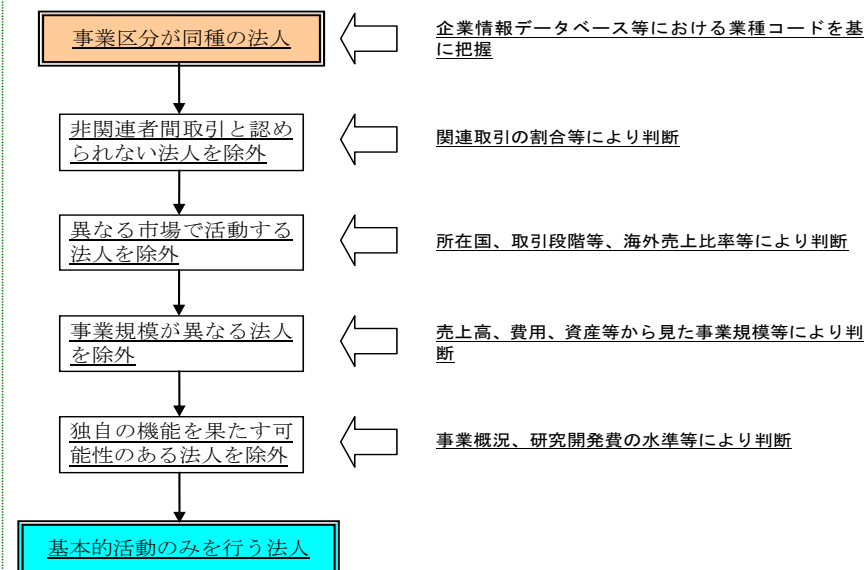 事業区分が同種の法人
企業情報データベース等における業種コードを基
に把握
非関連者間取引と認め
られない法人を除外
関連取引の割合等により判断
異なる市場で活動する
法人を除外
所在国、取引段階等、海外売上比率等により判断
事業規模が異なる法人
を除外
売上高、費用、資産等から見た事業規模等により判
断
独自の機能を果たす可
能性のある法人を除外
事業概況、研究開発費の水準等により判断
基本的活動のみを行う法人